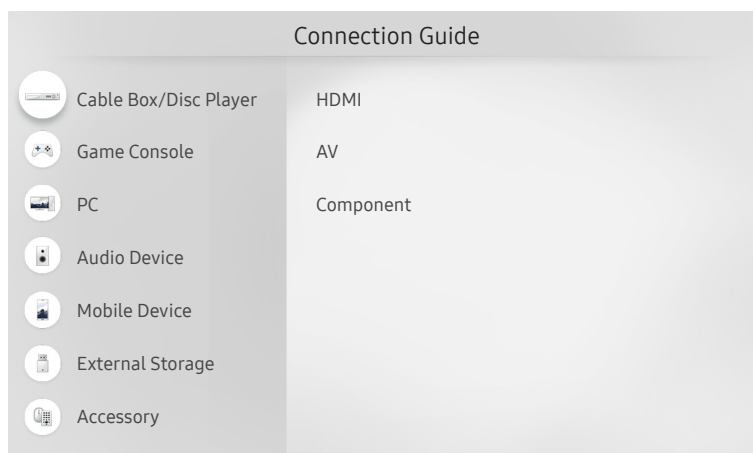 Connection Guide
Cable Box/Disc Player
HDMI
Game Console
AV
PC
Component
Audio Device
Mobile Device
External Storage
Accessory